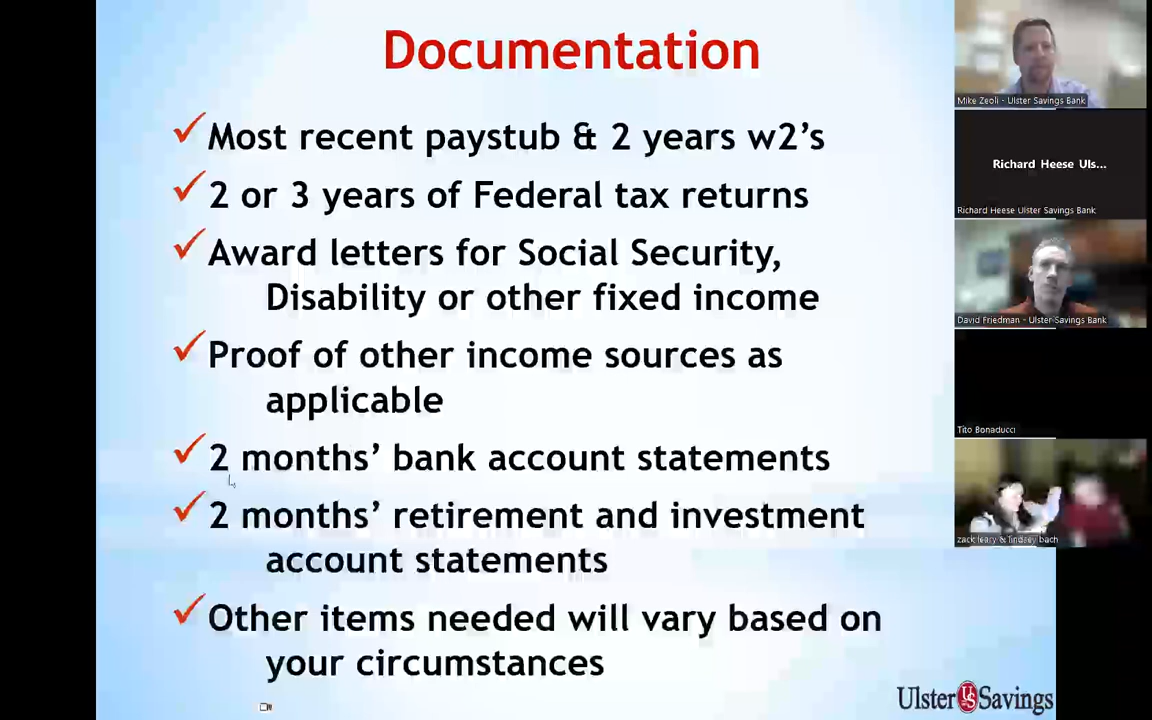 Documentation
Most recent paystub & 2 years w2's
2 or 3 years of Federal tax returns
Award letters for Social Security,
Disability or other fixed income
Proof of other income sources as
applicable
2 months' bank account statements
2 months' retirement and investment
account statements
Other items needed will vary based on
your circumstances
Ulster US Savings
Mike Zeoli - Ulster Savings Bank
Richard Heese Uls...
Richard Heese Ulster Savings Bank
David Friedman - Ulster Savings Bank
Tito Bonaducci
zack leary & lindsey bach